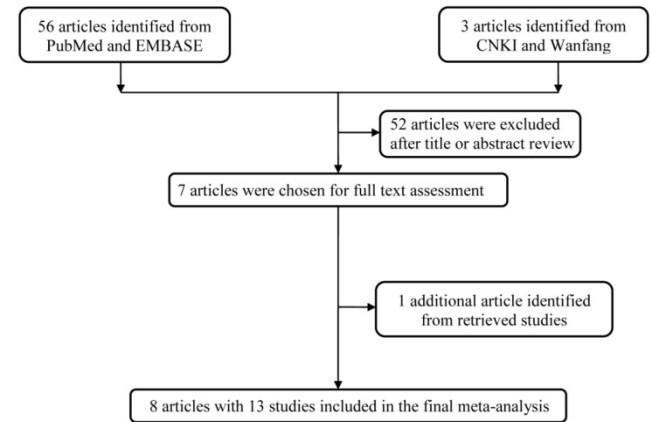 56 articles identified from
PubMed and EMBASE
3 articles identified from
CNKI and Wanfang
52 articles were excluded
after title or abstract review
7 articles were chosen for full text assessment
1 additional article identified
from retrieved studies
8 articles with 13 studies included in the final meta-analysis